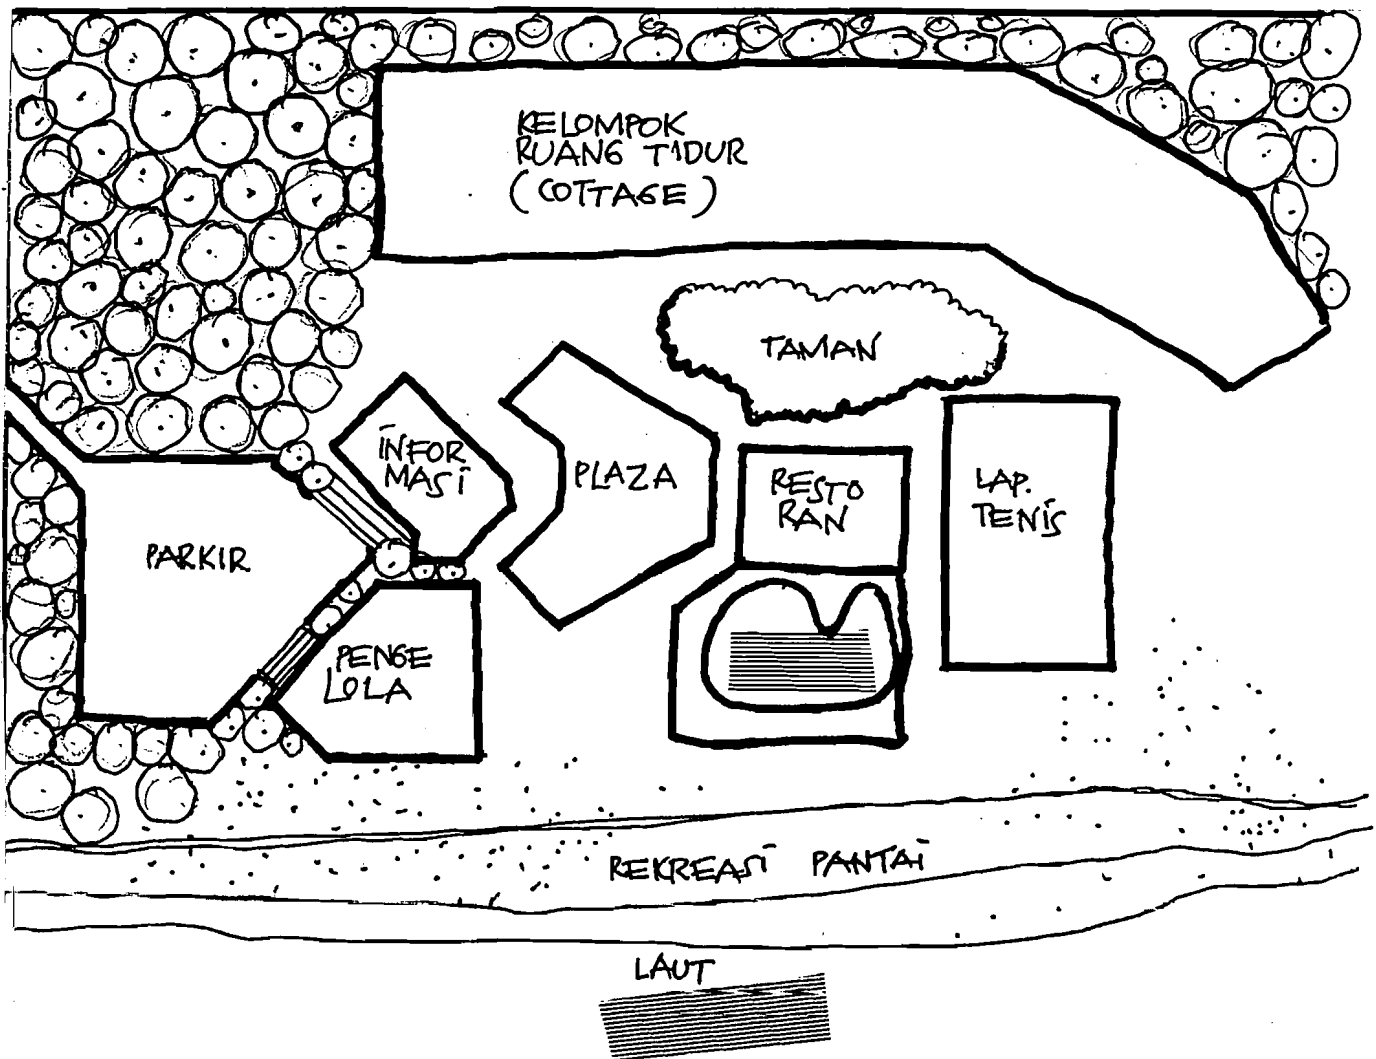 KELOMPOK
RUANG TIDUR
(COTTAGE)
TAMAN
INFOR
MASI
PLAZA
RESTO
RAN
LAP.
TENIS
PARKIR
PENGE
LOLA
REKREASI PANTAI
LAUT